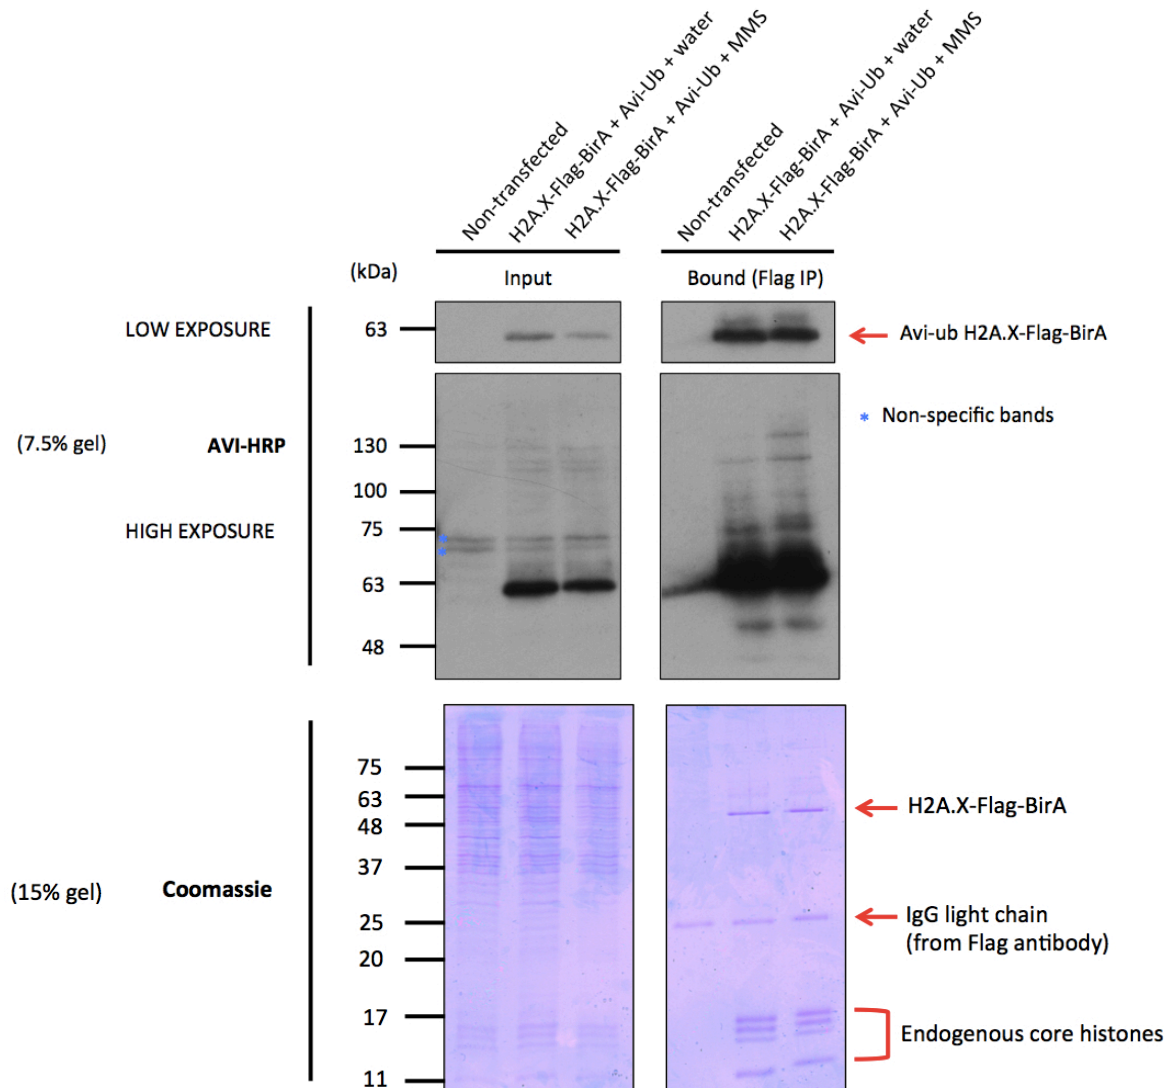 Non-transfected
H2A.X-Flag-BirA + Avi-Ub + water
H2A.X-Flag-BirA + Avi-Ub + MMS
Non-transfected
H2A.X-Flag-BirA + Avi-Ub + water
H2A.X-Flag-BirA + Avi-Ub + MMS
(kDa)
Input
Bound (Flag IP)
LOW EXPOSURE
63
Avi-ub H2A.X-Flag-BirA
* Non-specific bands
(7.5% gel)
AVI-HRP
130
100
HIGH EXPOSURE
75
*
*
63
48
75
63
H2A.X-Flag-BirA
48
37
(15% gel)
Coomassie
25
IgG light chain
(from Flag antibody)
20
17
Endogenous core histones
11